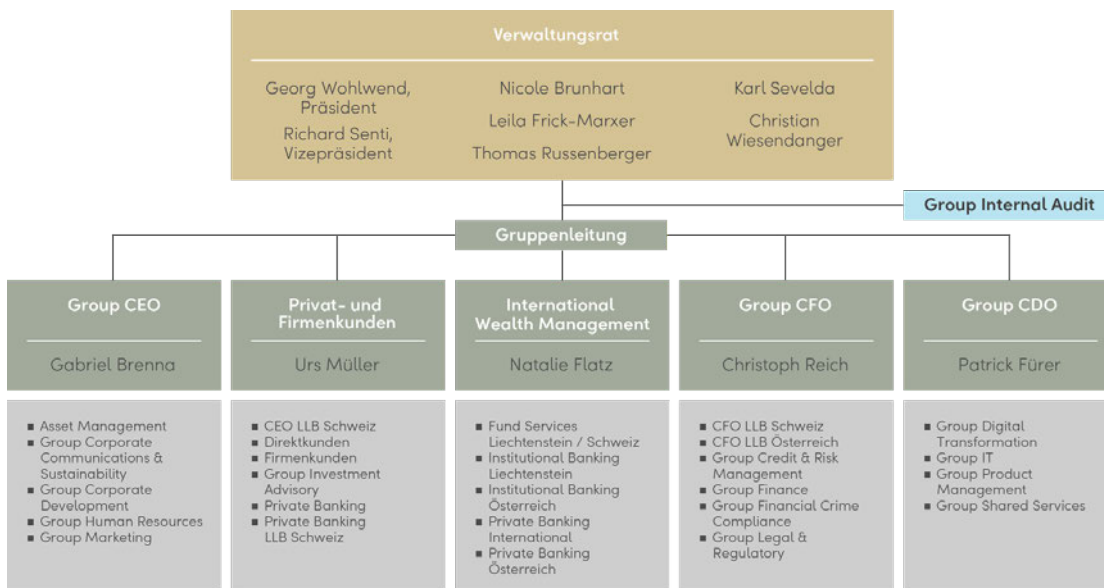 Verwaltungsrat
Georg Wohlwend,
Präsident
Richard Senti,
Vizepräsident
Nicole Brunhart
Leila Frick-Marxer
Thomas Russenberger
Karl Sevelda
Christian
Wiesendanger
Group Internal Audit
Gruppenleitung
Group CEO
Gabriel Brenna
■ Asset Management
■ Group Corporate
Communications &
Sustainability
■ Group Corporate
Development
■ Group Human Resources
■ Group Marketing
Privat- und
Firmenkunden
Urs Müller
■ CEO LLB Schweiz
■ Direktkunden
■ Firmenkunden
■ Group Investment
Advisory
■ Private Banking
■ Private Banking
LLB Schweiz
International
Wealth Management
Natalie Flatz
■ Fund Services
Liechtenstein / Schweiz
■ Institutional Banking
Liechtenstein
■ Institutional Banking
Österreich
■ Private Banking
International
■ Private Banking
Österreich
Group CFO
Christoph Reich
■ CFO LLB Schweiz
■ CFO LLB Österreich
■ Group Credit & Risk
Management
■ Group Finance
■ Group Financial Crime
Compliance
■ Group Legal &
Regulatory
Group CDO
Patrick Fürer
■ Group Digital
Transformation
■ Group IT
■ Group Product
Management
■ Group Shared Services